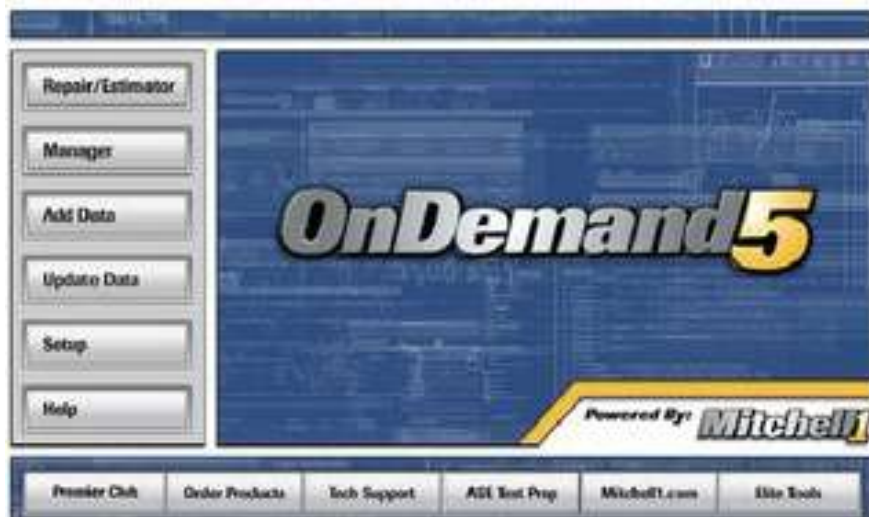 Repair/Estimator
Manager
Add Data
Update Data
Setup
Help
OnDemand5
Powered By: Mitchell1
Premier Club
Order Products
Tech Support
ASE Test Prep
Mitchell1.com
Elite Tools